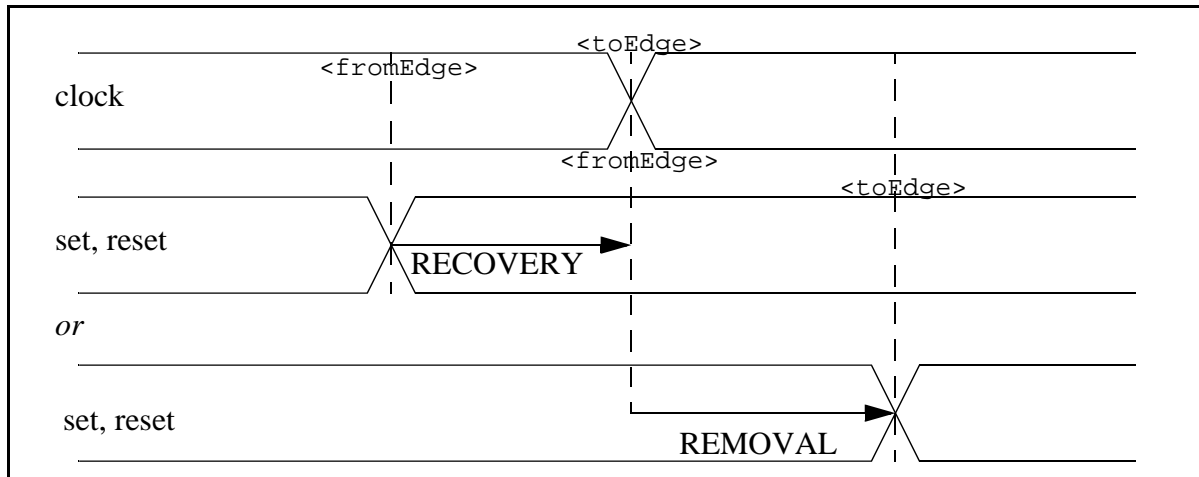 <toEdge>
<fromEdge>
clock
<fromEdge>
<toEdge>
set, reset
RECOVERY
or
set, reset
REMOVAL